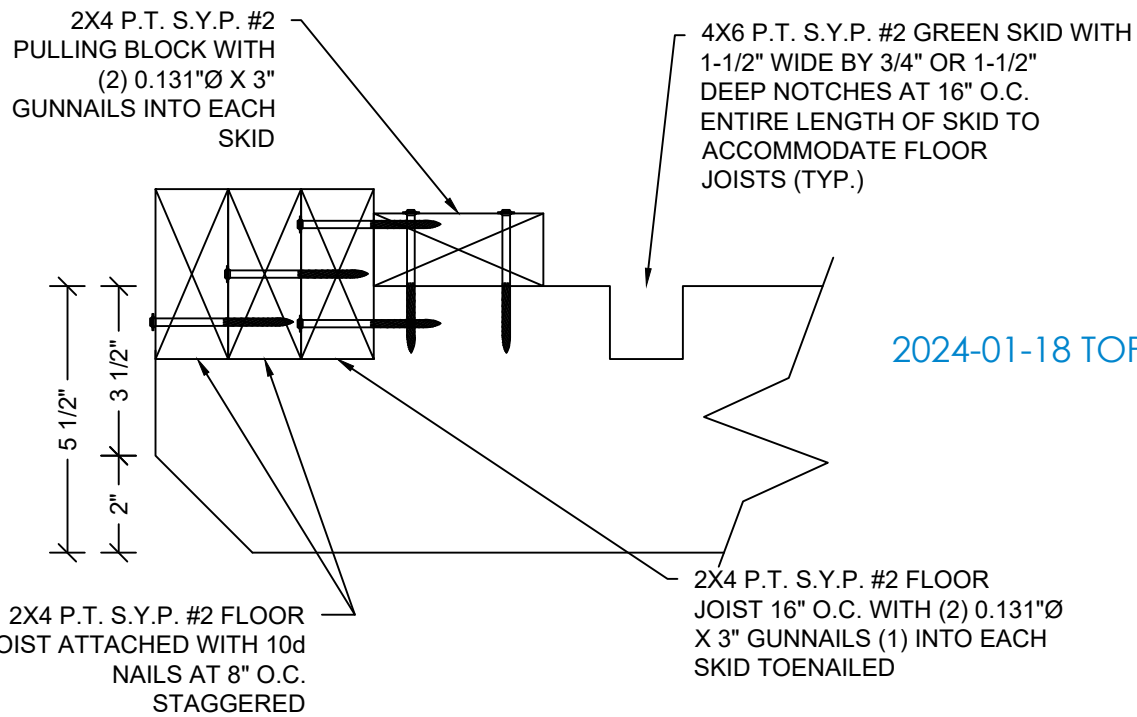 2X4 P.T. S.Y.P. #2
PULLING BLOCK WITH
(2) 0.131"Ø X 3"
GUNNAILS INTO EACH
SKID
4X6 P.T. S.Y.P. #2 GREEN SKID WITH
1-1/2" WIDE BY 3/4" OR 1-1/2"
DEEP NOTCHES AT 16" O.C.
ENTIRE LENGTH OF SKID TO
ACCOMMODATE FLOOR
JOISTS (TYP.)
2024-01-18
5 1/2"
3 1/2"
2"
2X4 P.T. S.Y.P. #2 FLOOR
ATTACHED WITH 10d
NAILS AT 8" O.C.
STAGGERED
2X4 P.T. S.Y.P. #2 FLOOR
JOIST 16" O.C. WITH (2) 0.131"Ø
X 3" GUNNAILS (1) INTO EACH
SKID TOENAILED